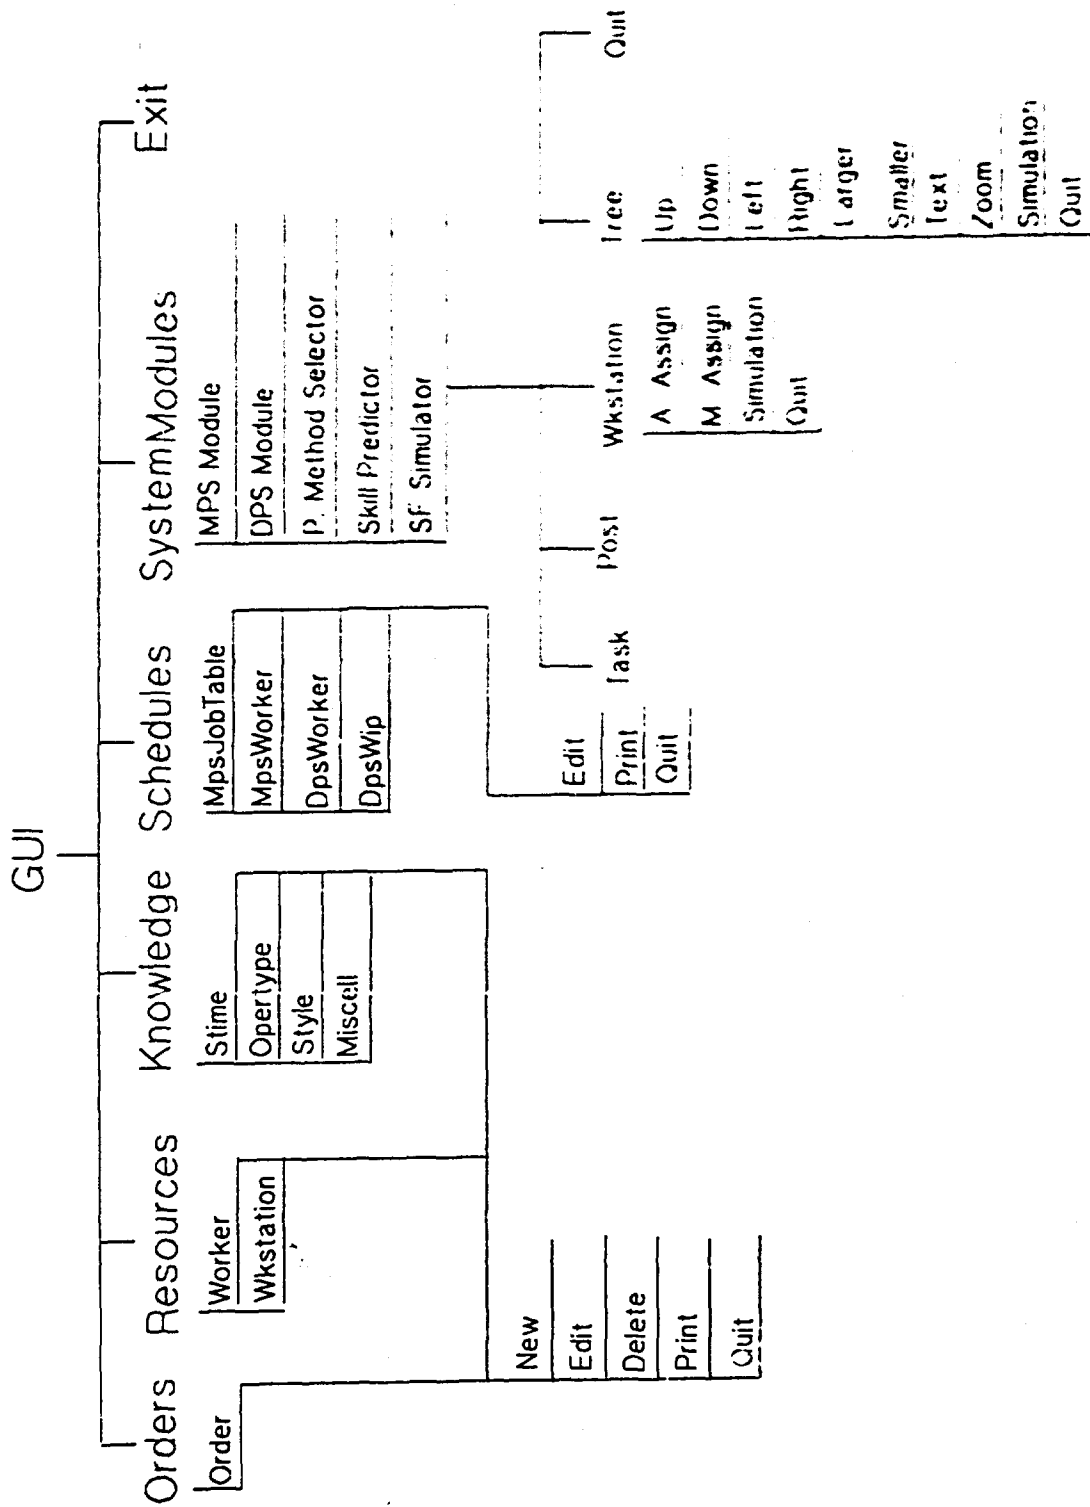 GUI
Orders Resources Knowledge Schedules SystemModules Exit
Order
Worker
Wkstation
Stime
Opertype
Style
Miscell
MpsJobTable
MpsWorker
DpsWorker
DpsWip
MPS Module
DPS Module
P. Method Selector
Skill Predictor
SF Simulator
New
Edit
Delete
Print
Quit
Edit
Print
Quit
Task Post Wkstation Tree Quit
A Assign
M Assign
Simulation
Quit
Up
Down
Left
Right
Larger
Smaller
Text
Zoom
Simulation
Quit